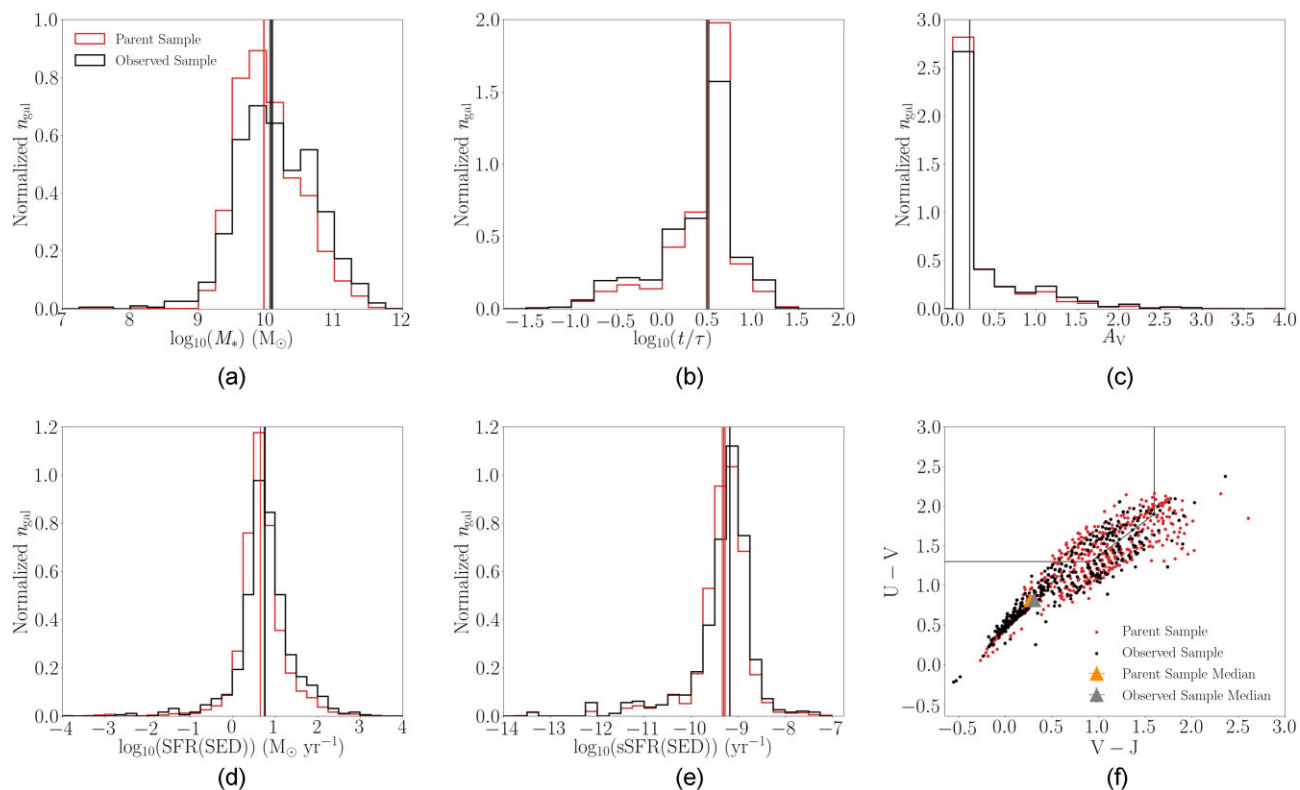 1.0
0.8
0.6
0.4
0.2
0.0
Normalized n_gal
Parent Sample
Observed Sample
7 8 9 10 11 12
log₁₀(M_*) (M_⊙)
(a)
2.0
1.5
1.0
0.5
0.0
Normalized n_gal
−1.5 −1.0 −0.5 0.0 0.5 1.0 1.5 2.0
log₁₀(t/τ)
(b)
3.0
2.5
2.0
1.5
1.0
0.5
0.0
Normalized n_gal
0.0 0.5 1.0 1.5 2.0 2.5 3.0 3.5 4.0
A_V
(c)
1.2
1.0
0.8
0.6
0.4
0.2
0.0
Normalized n_gal
−4 −3 −2 −1 0 1 2 3 4
log₁₀(SFR(SED)) (M_⊙ yr⁻¹)
(d)
1.2
1.0
0.8
0.6
0.4
0.2
0.0
Normalized n_gal
−14 −13 −12 −11 −10 −9 −8 −7
log₁₀(sSFR(SED)) (yr⁻¹)
(e)
3.0
2.5
2.0
1.5
1.0
0.5
0.0
−0.5
U − V
Parent Sample
Observed Sample
Parent Sample Median
Observed Sample Median
−0.5 0.0 0.5 1.0 1.5 2.0 2.5 3.0
V − J
(f)